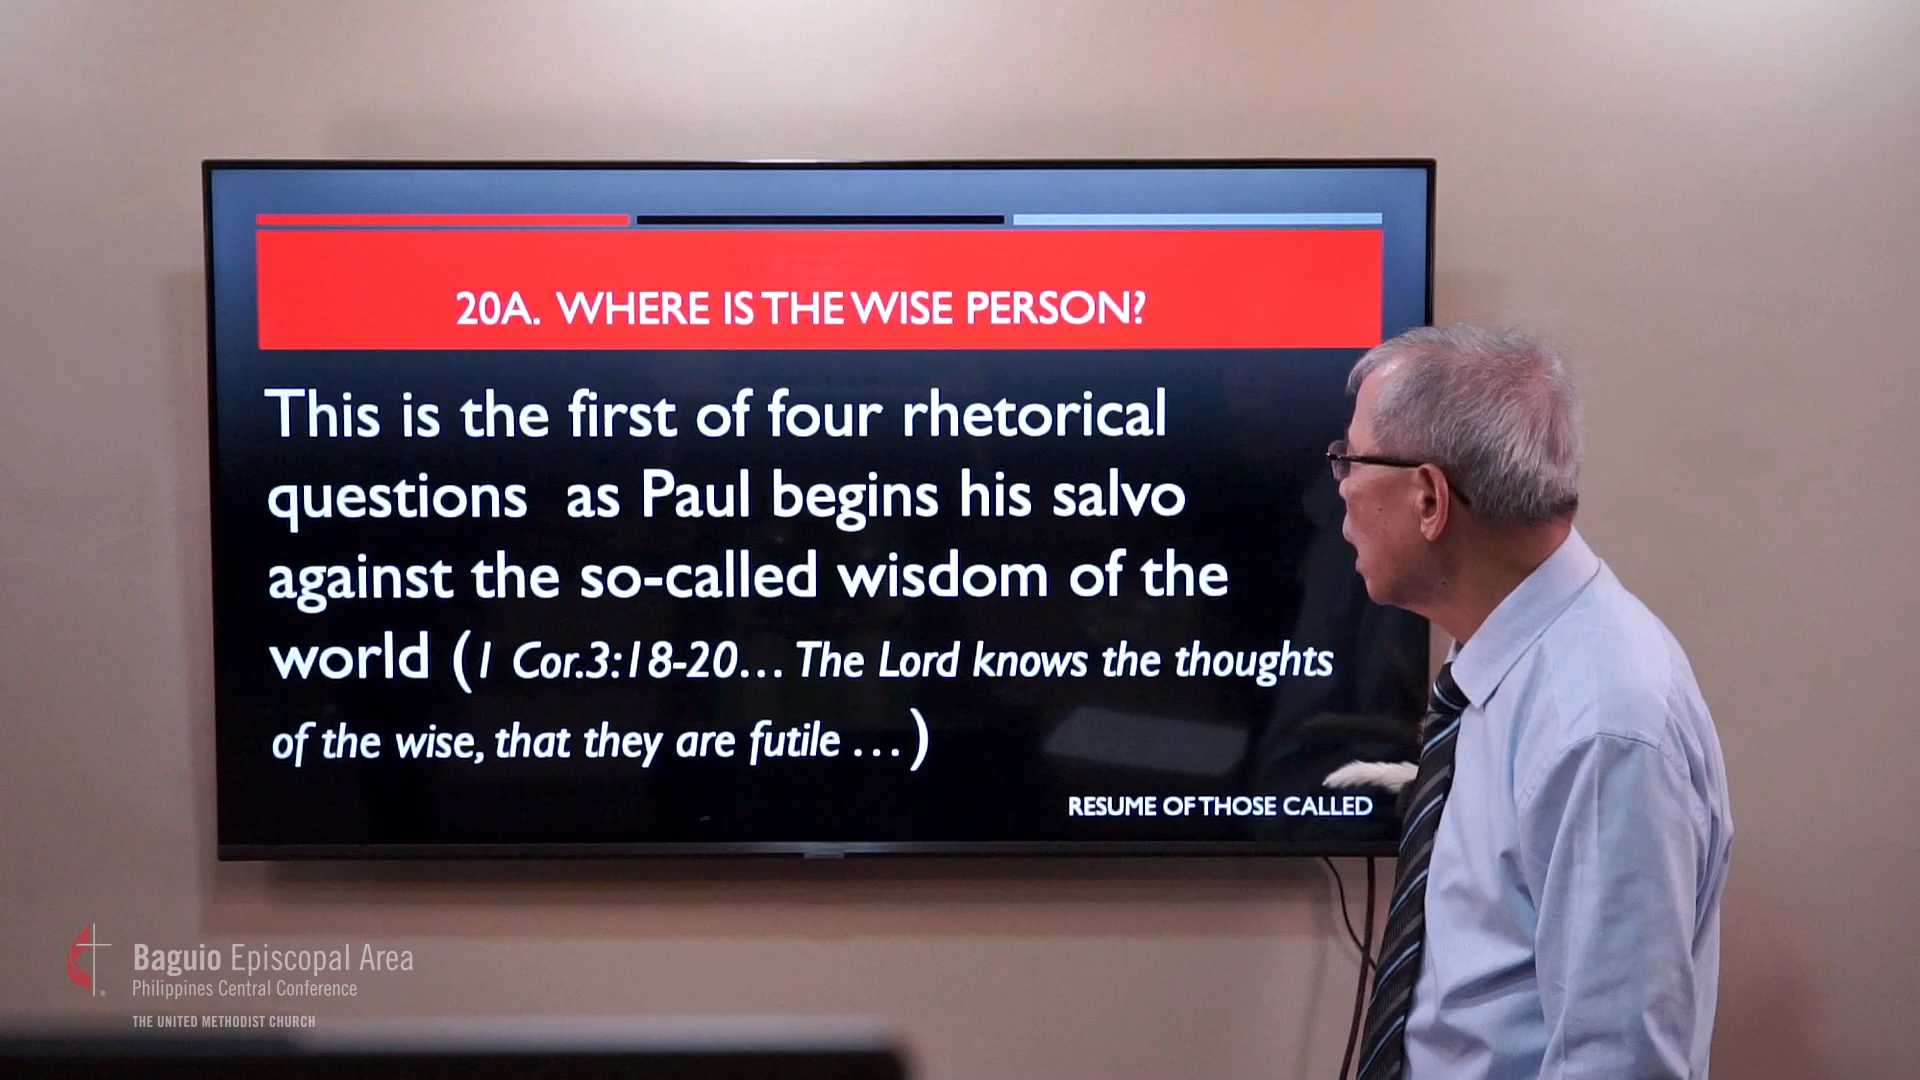 20A. WHERE IS THE WISE PERSON?
This is the first of four rhetorical
questions as Paul begins his salvo
against the so-called wisdom of the
world (1 Cor.3:18-20... The Lord knows the thoughts
of the wise, that they are futile ...)
RESUME OF THOSE CALLED
Baguio Episcopal Area
Philippines Central Conference
THE UNITED METHODIST CHURCH